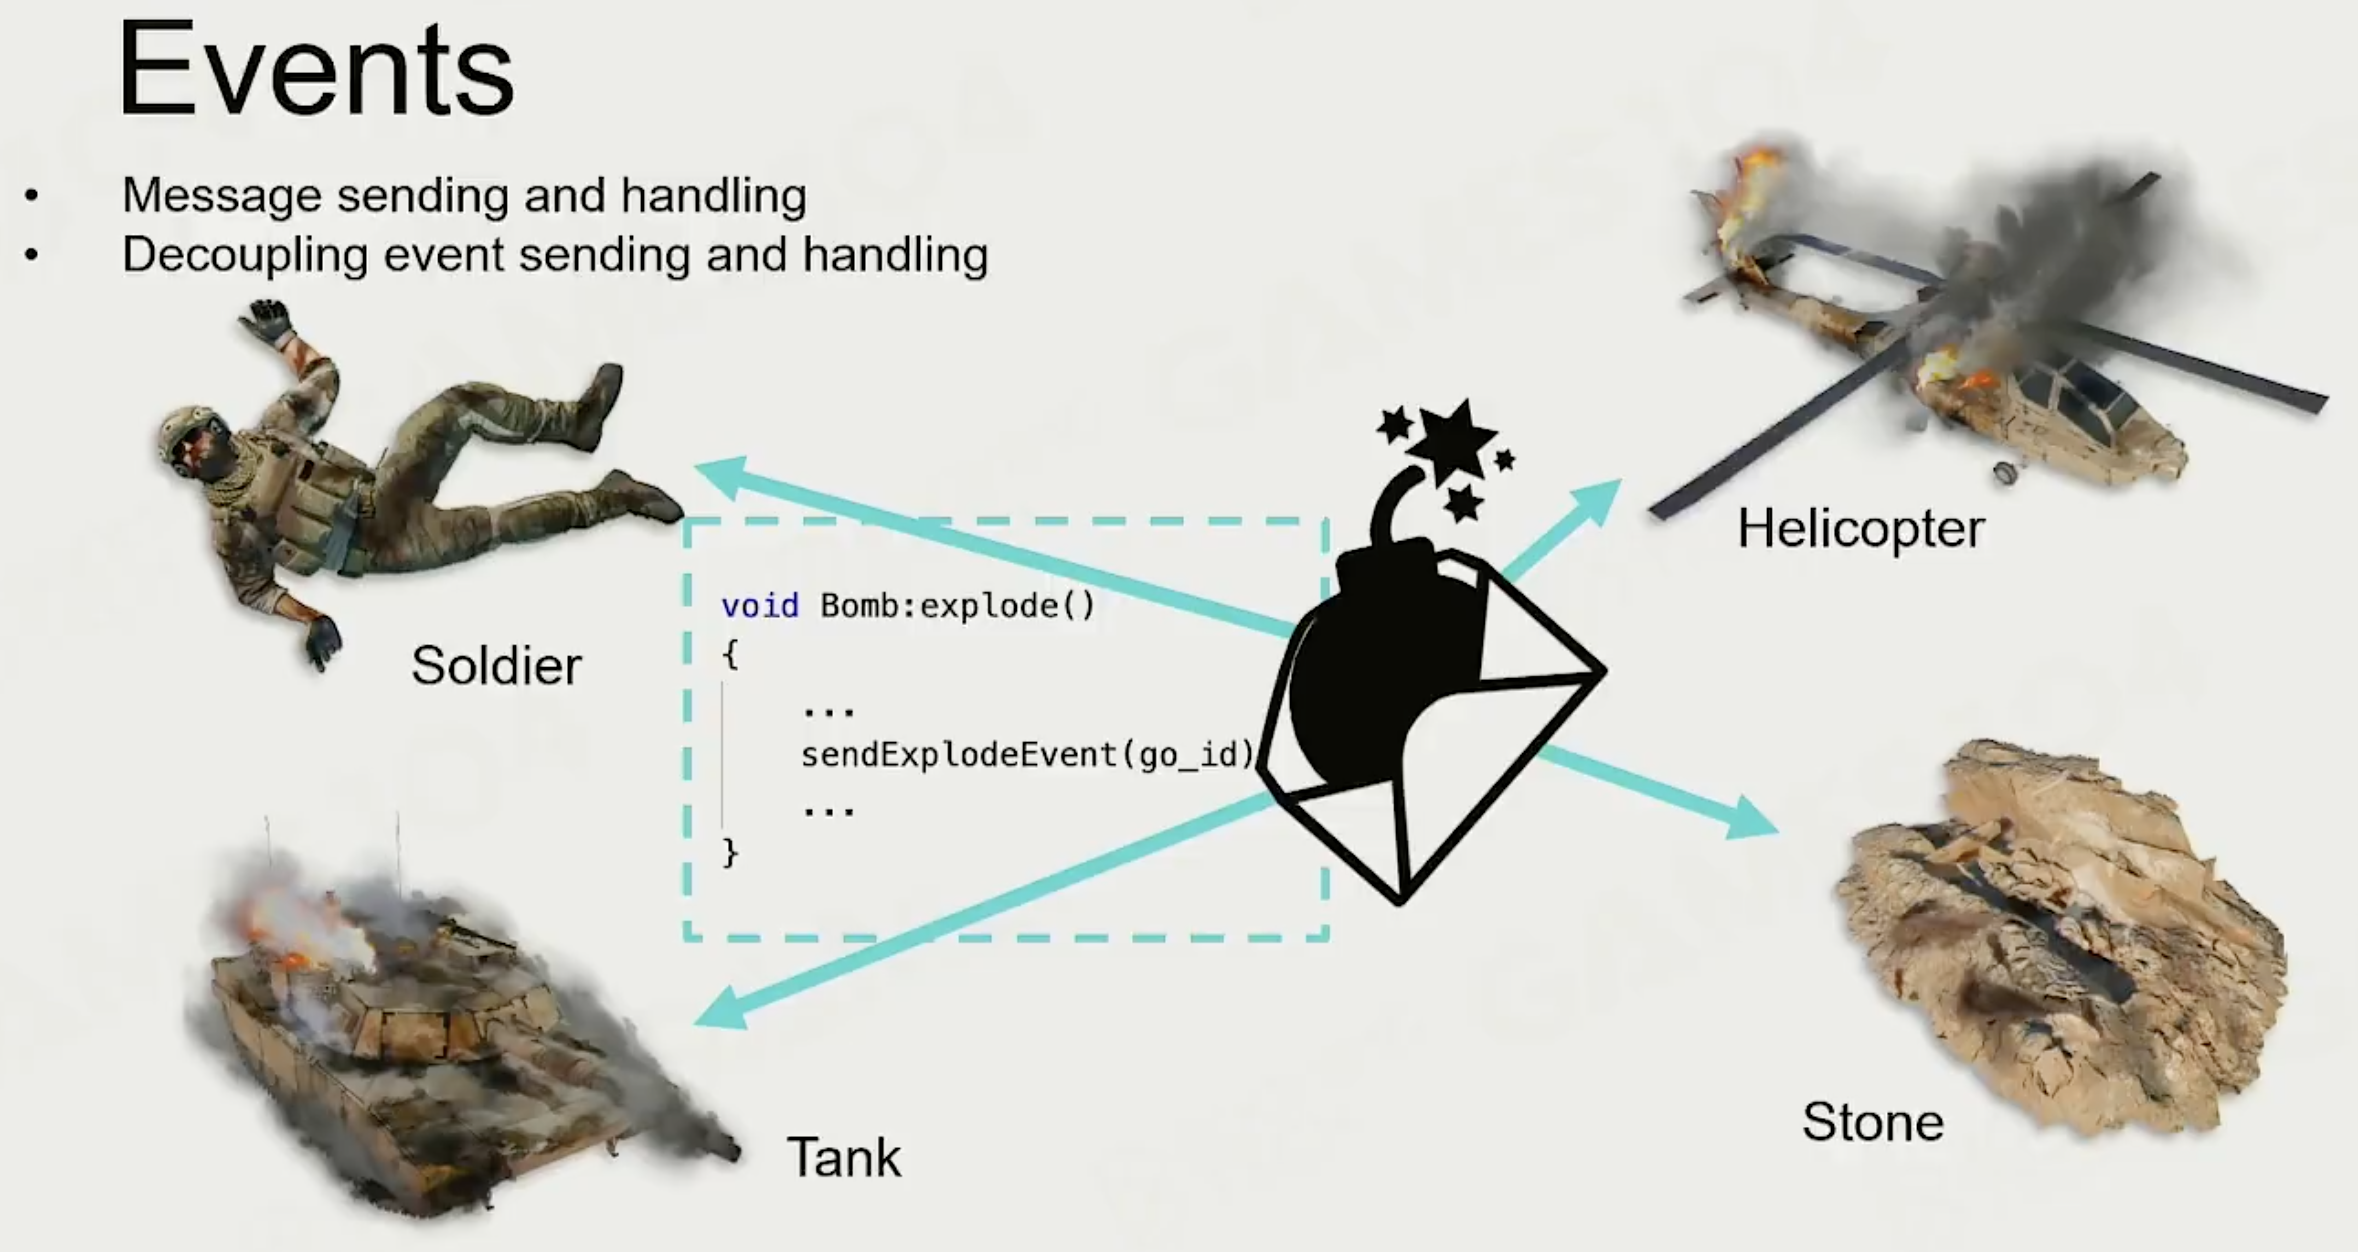 Events
• Message sending and handling
• Decoupling event sending and handling
Helicopter
Soldier
void Bomb:explode()
{
...
sendExplodeEvent(go_id)
...
}
Stone
Tank